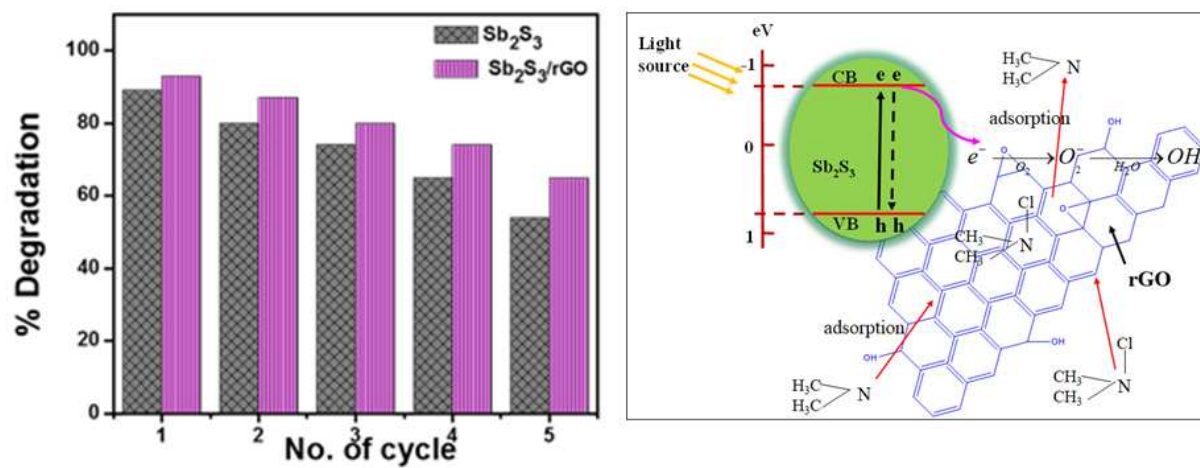 100
80
60
40
20
0
% Degradation
Sb2S3
Sb2S3/rGO
1
2
3
4
5
No. of cycle
eV
Light
source
-1
0
1
CB
e e
Sb2S3
VB
h h
H3C
H3C
N
adsorption
OH
O
e− O2 O2− H2O OH
Cl
O
CH3
CH3
N
rGO
adsorption
OH
OH
H3C
H3C
N
Cl
CH3
CH3
N